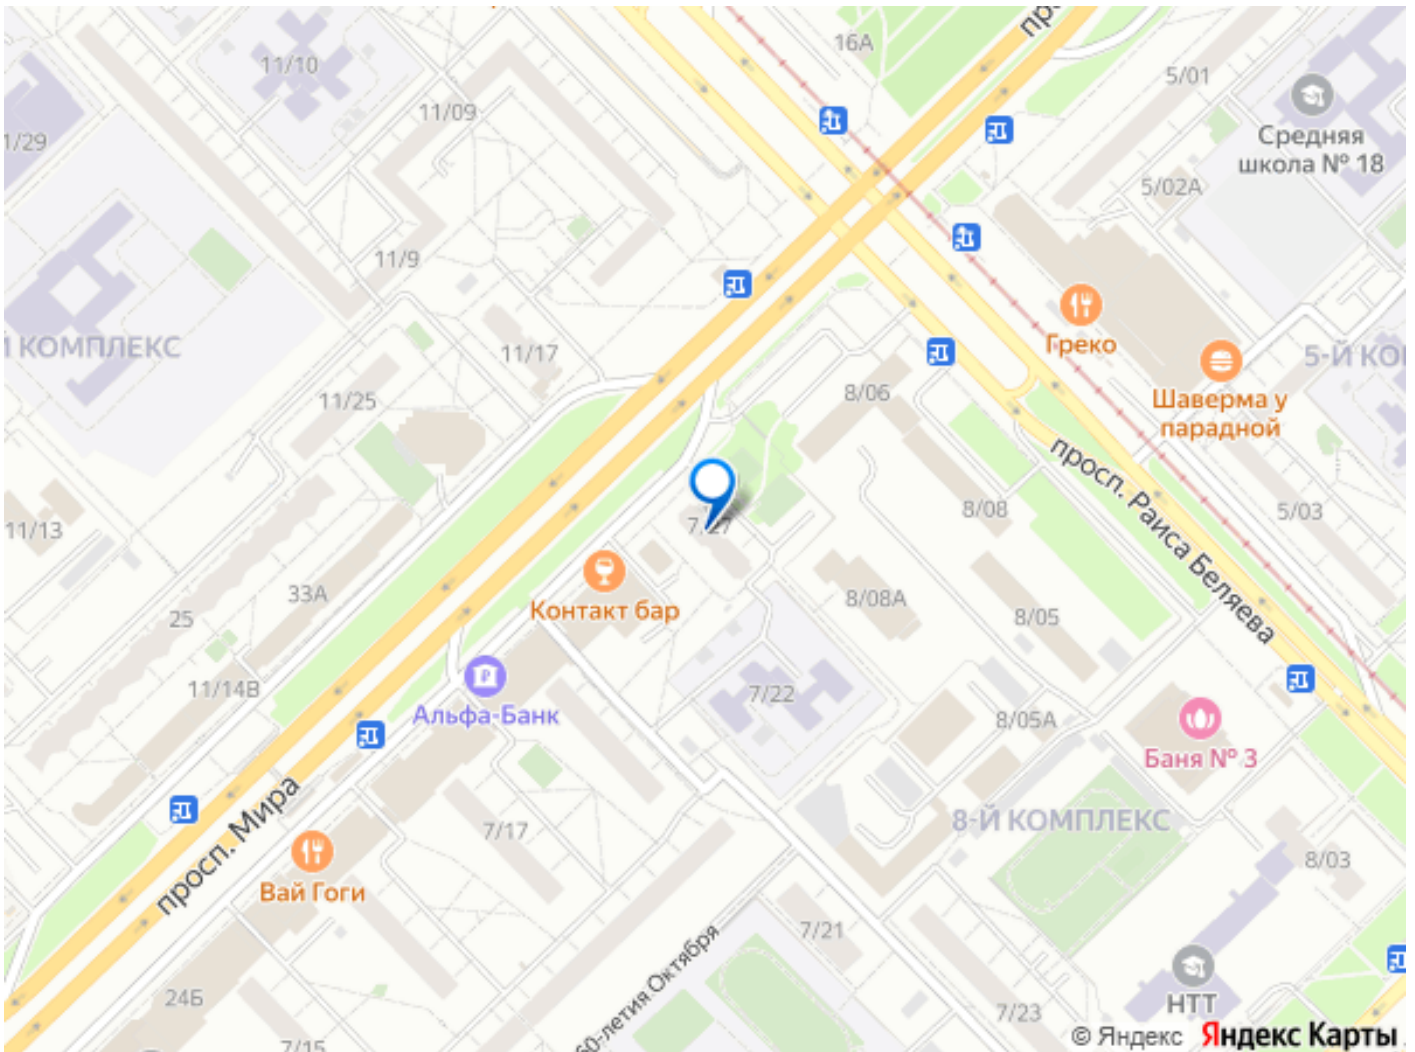 16А
5/01
11/10
11/09
1/29
Средняя
школа № 18
5/02А
11/9
Греко
Й КОМПЛЕКС
11/17
5-Й КО
8/06
11/25
Шаверма у
парадной
просп. Раиса Беляева
11/13
7/27
8/08
5/03
33А
Контакт бар
8/08А
8/05
25
11/14В
7/22
Альфа-Банк
8/05А
Баня № 3
просп. Мира
7/17
8-Й КОМПЛЕКС
8/03
Вай Гоги
7/21
60-летия Октября
24Б
НТТ
7/23
7/15
© Яндекс Яндекс Карты